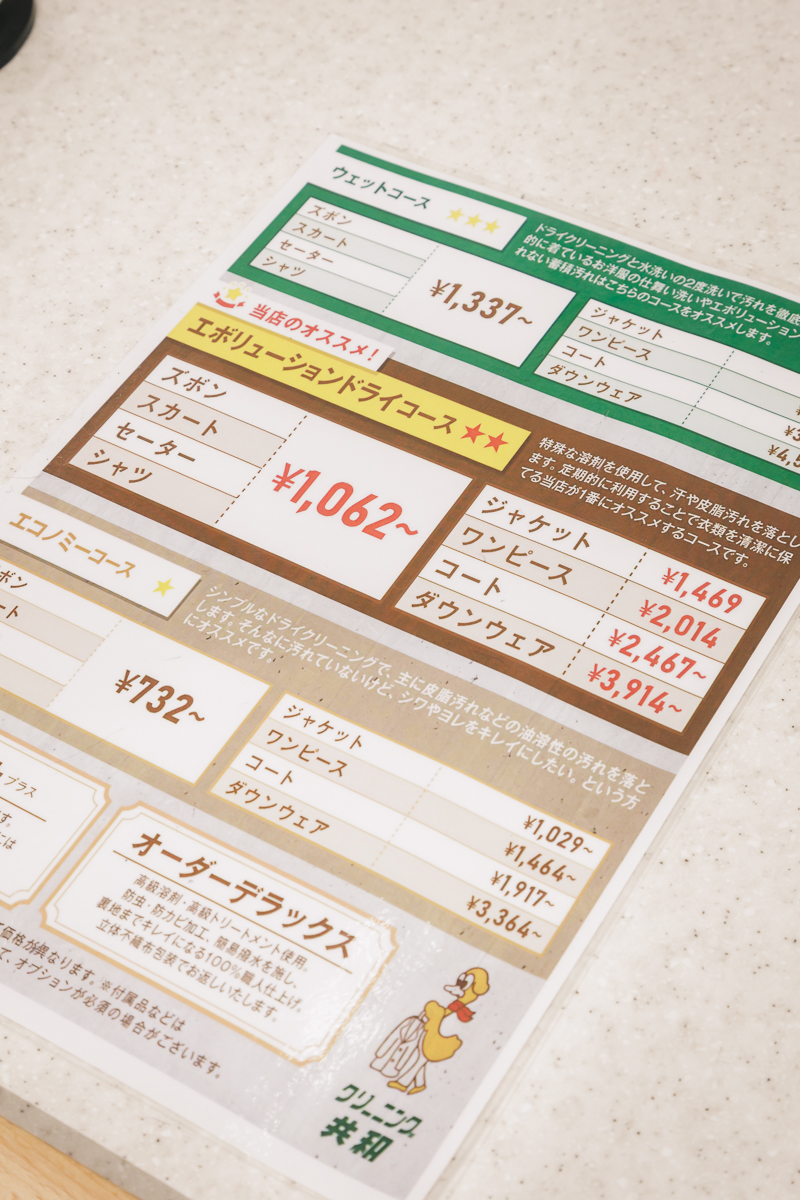 ウェットコース ★★★
ドライクリーニングと水洗いの2度洗いで汚れを徹底
的に着ているお洋服の仕舞い洗いやエボリューション
れない蓄積汚れはこちらのコースをオススメします。
ズボン
スカート
セーター
シャツ
¥1,337~
ジャケット
ワンピース
コート
ダウンウェア
当店のオススメ!
エボリューションドライコース ★★
特殊な溶剤を使用して、汗や皮脂汚れを落とし
ます。定期的に利用することで衣類を清潔に保
てる当店が1番にオススメするコースです。
ズボン
スカート
セーター
シャツ
¥1,062~
ジャケット ¥1,469
ワンピース ¥2,014
コート ¥2,467~
ダウンウェア ¥3,914~
エコノミーコース ★
シンプルなドライクリーニングで、主に皮脂汚れなどの油溶性の汚れを落と
します。そんなに汚れていないけど、シワやヨレをキレイにしたい。という方
にオススメです。
ボン
ート
¥732~
ジャケット ¥1,029~
ワンピース ¥1,464~
コート ¥1,917~
ダウンウェア ¥3,364~
プラス
す。
には
オーダーデラックス
高級溶剤・高級トリートメント使用。
防虫・防カビ加工、簡易撥水を施し、
裏地までキレイになる100%職人仕上げ。
立体不織布包装でお返しいたします。
価格が異なります。※付属品などは
て、オプションが必須の場合がございます。
クリーニング
共和